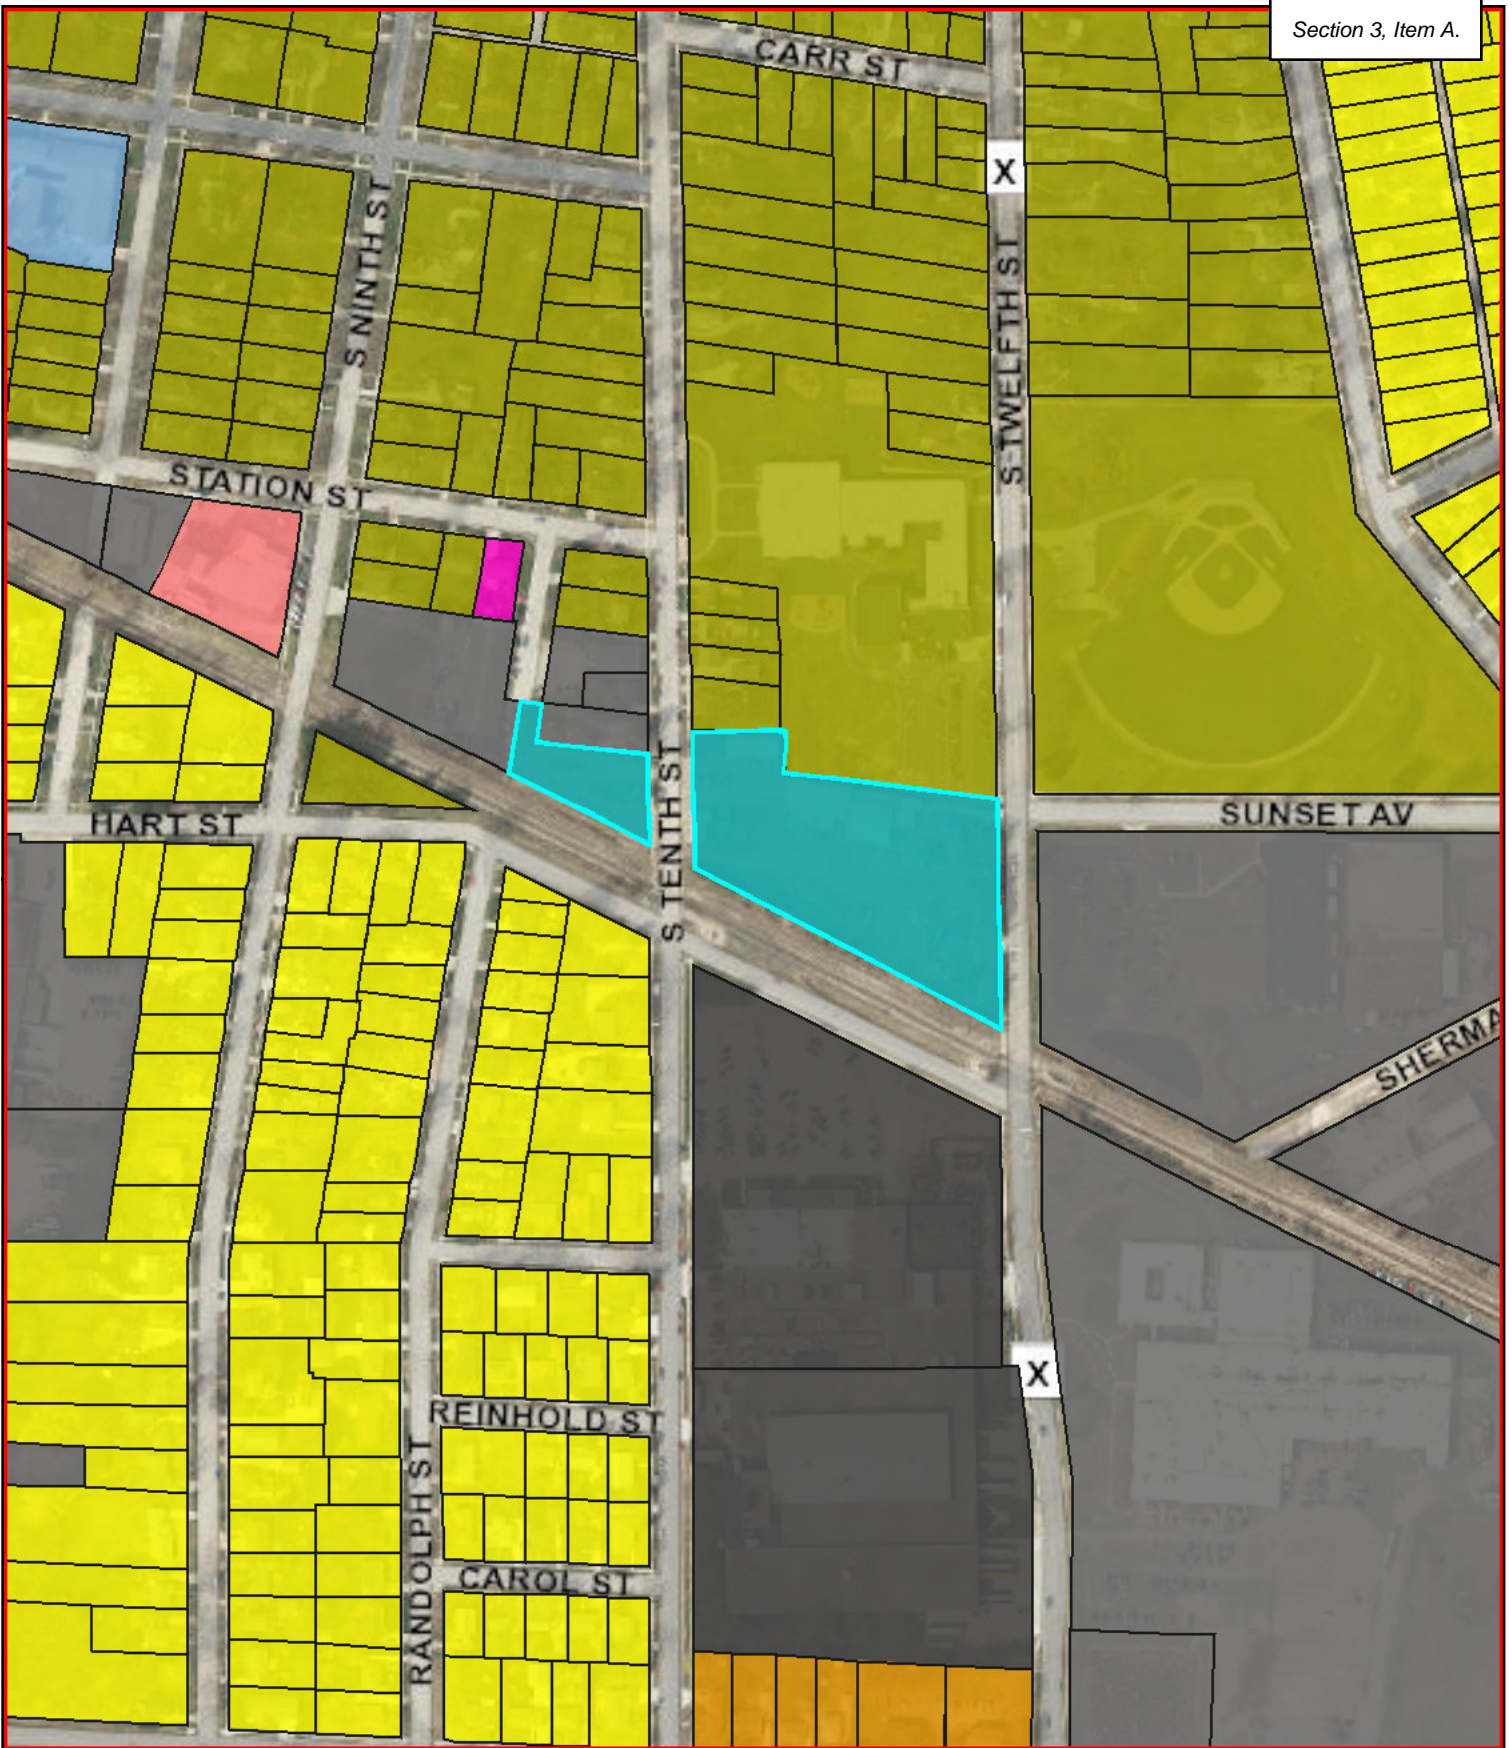 Section 3, Item A.
CARR ST
X
S NINTH ST
S TWELFTH ST
STATION ST
S TENTH ST
HART ST
SUNSET AV
SHERMA
X
REINHOLD ST
RANDOLPH ST
CAROL ST